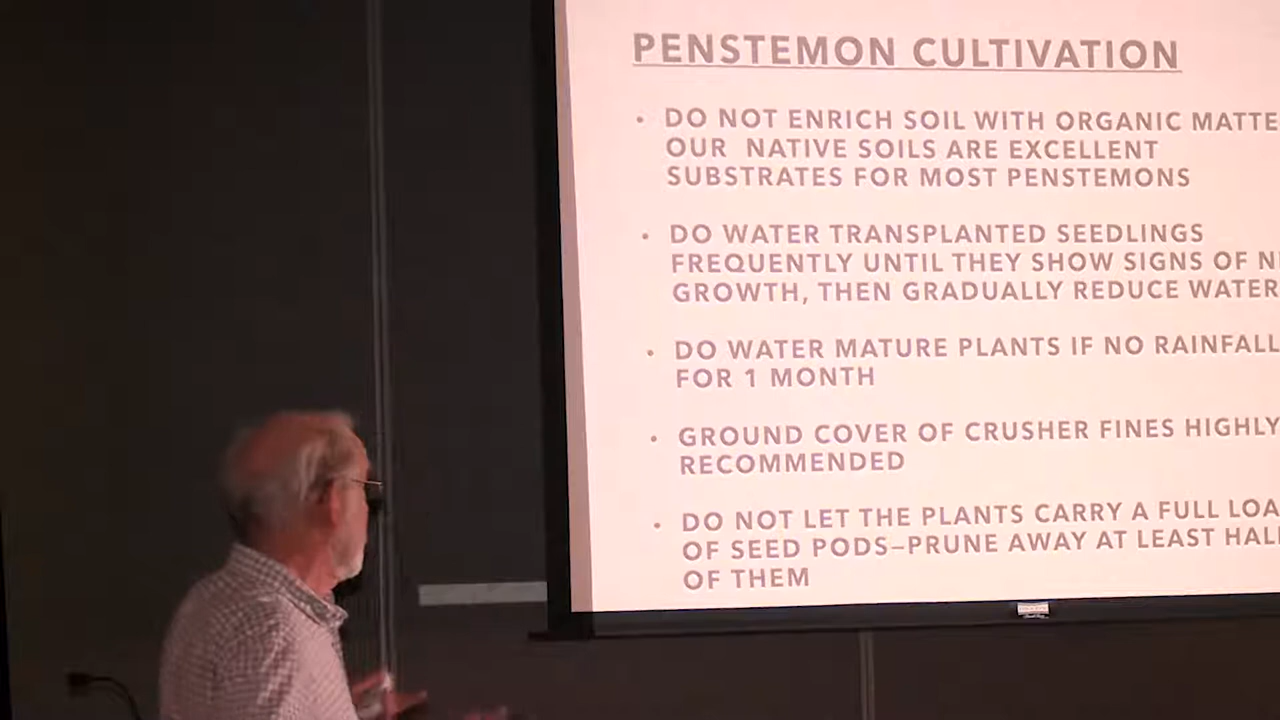 PENSTEMON CULTIVATION
• DO NOT ENRICH SOIL WITH ORGANIC MATTE
OUR NATIVE SOILS ARE EXCELLENT
SUBSTRATES FOR MOST PENSTEMONS
• DO WATER TRANSPLANTED SEEDLINGS
FREQUENTLY UNTIL THEY SHOW SIGNS OF N
GROWTH, THEN GRADUALLY REDUCE WATER
• DO WATER MATURE PLANTS IF NO RAINFALL
FOR 1 MONTH
• GROUND COVER OF CRUSHER FINES HIGHLY
RECOMMENDED
• DO NOT LET THE PLANTS CARRY A FULL LOA
OF SEED PODS–PRUNE AWAY AT LEAST HAL
OF THEM